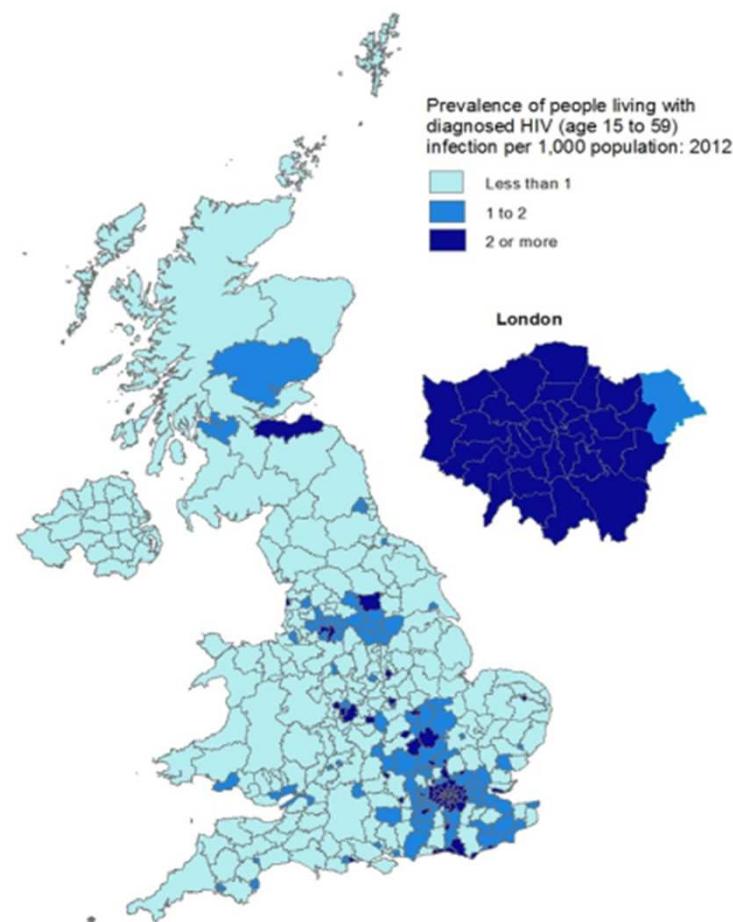 Prevalence of people living with
diagnosed HIV (age 15 to 59)
infection per 1,000 population: 2012
Less than 1
1 to 2
2 or more
London